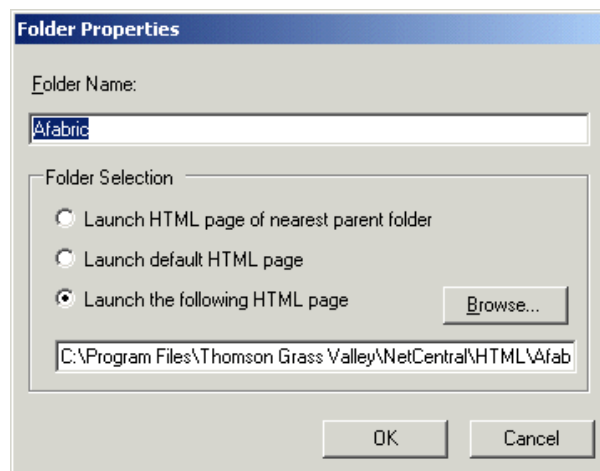 Folder Properties
Folder Name:
Afabric
Folder Selection
Launch HTML page of nearest parent folder
Launch default HTML page
Launch the following HTML page
Browse...
C:\Program Files\Thomson Grass Valley\NetCentral\HTML\Afab
OK
Cancel